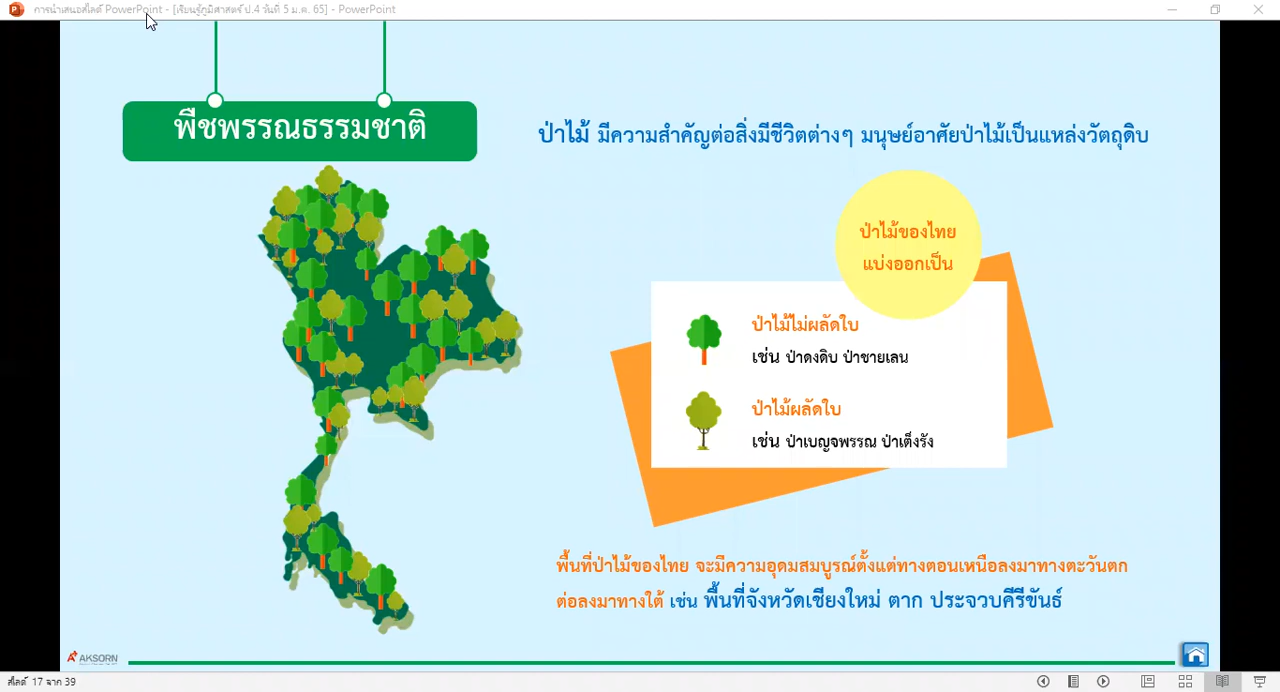 การนำเสนอสไลด์ PowerPoint - [เรียนรู้ภูมิศาสตร์ ป.4 วันที่ 5 ม.ค. 65] - PowerPoint
พืชพรรณธรรมชาติ
ป่าไม้ มีความสำคัญต่อสิ่งมีชีวิตต่างๆ มนุษย์อาศัยป่าไม้เป็นแหล่งวัตถุดิบ
ป่าไม้ของไทย
แบ่งออกเป็น
ป่าไม้ไม่ผลัดใบ
เช่น ป่าดงดิบ ป่าชายเลน
ป่าไม้ผลัดใบ
เช่น ป่าเบญจพรรณ ป่าเต็งรัง
พื้นที่ป่าไม้ของไทย จะมีความอุดมสมบูรณ์ตั้งแต่ทางตอนเหนือลงมาทางตะวันตก
ต่อลงมาทางใต้ เช่น พื้นที่จังหวัดเชียงใหม่ ตาก ประจวบคีรีขันธ์
AKSORN
สไลด์ 17 จาก 39